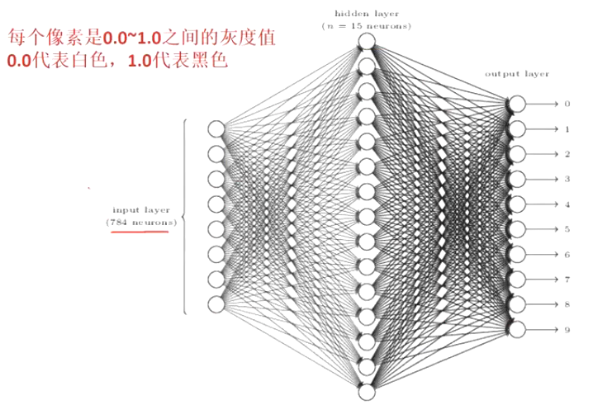 每个像素是0.0~1.0之间的灰度值
0.0代表白色，1.0代表黑色
hidden layer
(n = 15 neurons)
output layer
input layer
(784 neurons)
0
1
2
3
4
5
6
7
8
9